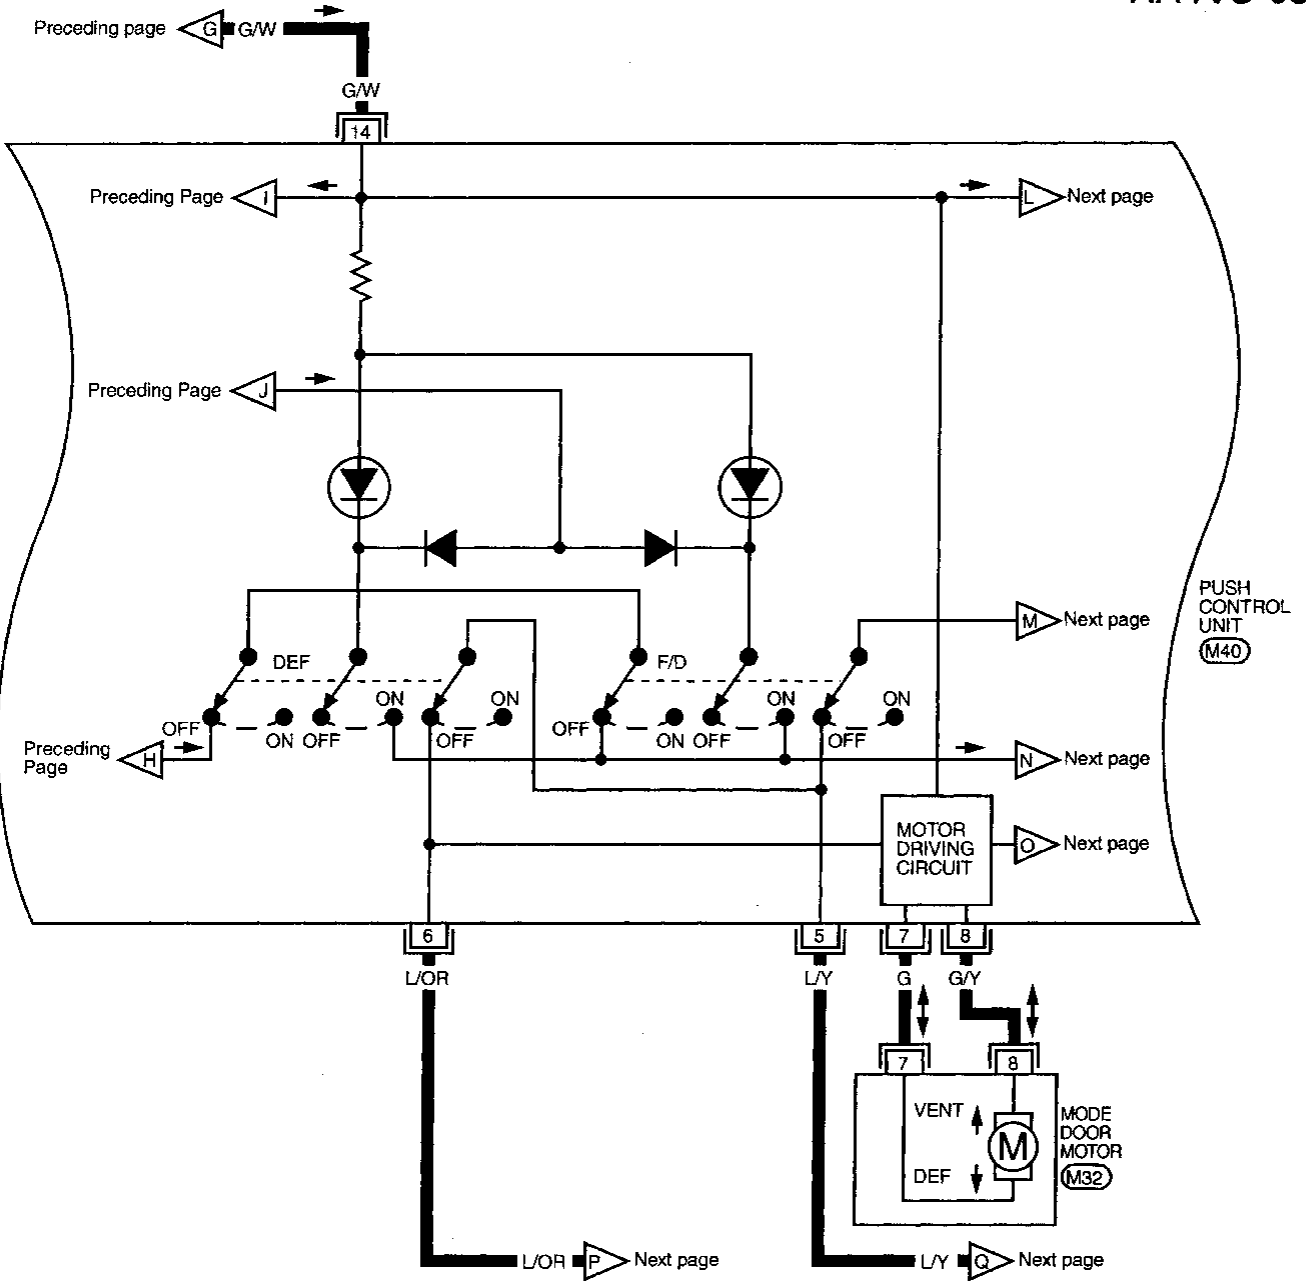 Preceding page G G/W
G/W
14
Preceding Page I
L Next page
Preceding Page J
PUSH
CONTROL
UNIT
M40
M Next page
DEF
F/D
ON
ON
ON
ON
OFF
ON
OFF
OFF
OFF
ON
OFF
OFF
Preceding
Page
H
N Next page
MOTOR
DRIVING
CIRCUIT
O Next page
6
5
7
8
L/OR
L/Y
G
G/Y
7
8
VENT
M
DEF
MODE
DOOR
MOTOR
M32
L/OR P Next page
L/Y Q Next page